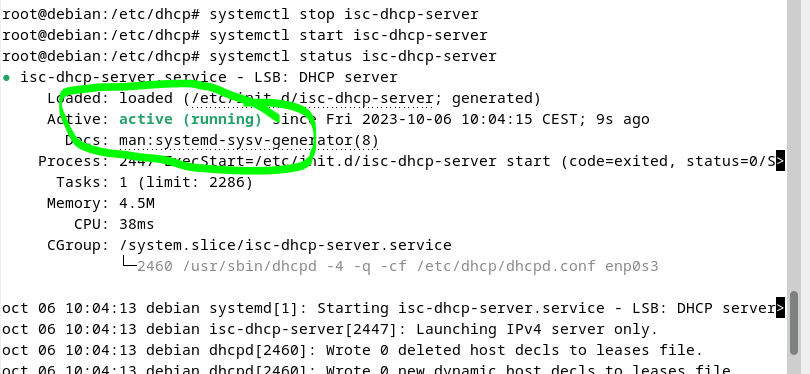 root@debian:/etc/dhcp# systemctl stop isc-dhcp-server
root@debian:/etc/dhcp# systemctl start isc-dhcp-server
root@debian:/etc/dhcp# systemctl status isc-dhcp-server
● isc-dhcp-server.service - LSB: DHCP server
Loaded: loaded (/etc/init.d/isc-dhcp-server; generated)
Active: active (running) since Fri 2023-10-06 10:04:15 CEST; 9s ago
Docs: man:systemd-sysv-generator(8)
Process: 2447 ExecStart=/etc/init.d/isc-dhcp-server start (code=exited, status=0/S>
Tasks: 1 (limit: 2286)
Memory: 4.5M
CPU: 38ms
CGroup: /system.slice/isc-dhcp-server.service
└─2460 /usr/sbin/dhcpd -4 -q -cf /etc/dhcp/dhcpd.conf enp0s3
oct 06 10:04:13 debian systemd[1]: Starting isc-dhcp-server.service - LSB: DHCP server>
oct 06 10:04:13 debian isc-dhcp-server[2447]: Launching IPv4 server only.
oct 06 10:04:13 debian dhcpd[2460]: Wrote 0 deleted host decls to leases file.
oct 06 10:04:13 debian dhcpd[2460]: Wrote 0 new dynamic host decls to leases file.